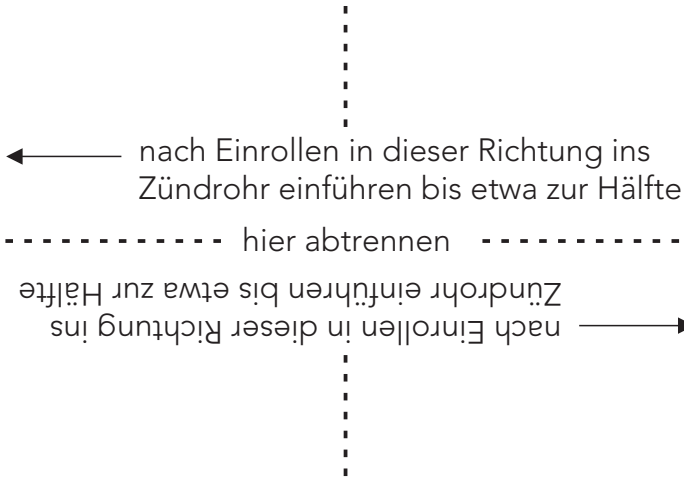 nach Einrollen in dieser Richtung ins
Zündrohr einführen bis etwa zur Hälfte
hier abtrennen
nach Einrollen in dieser Richtung ins
Zündrohr einführen bis etwa zur Hälfte